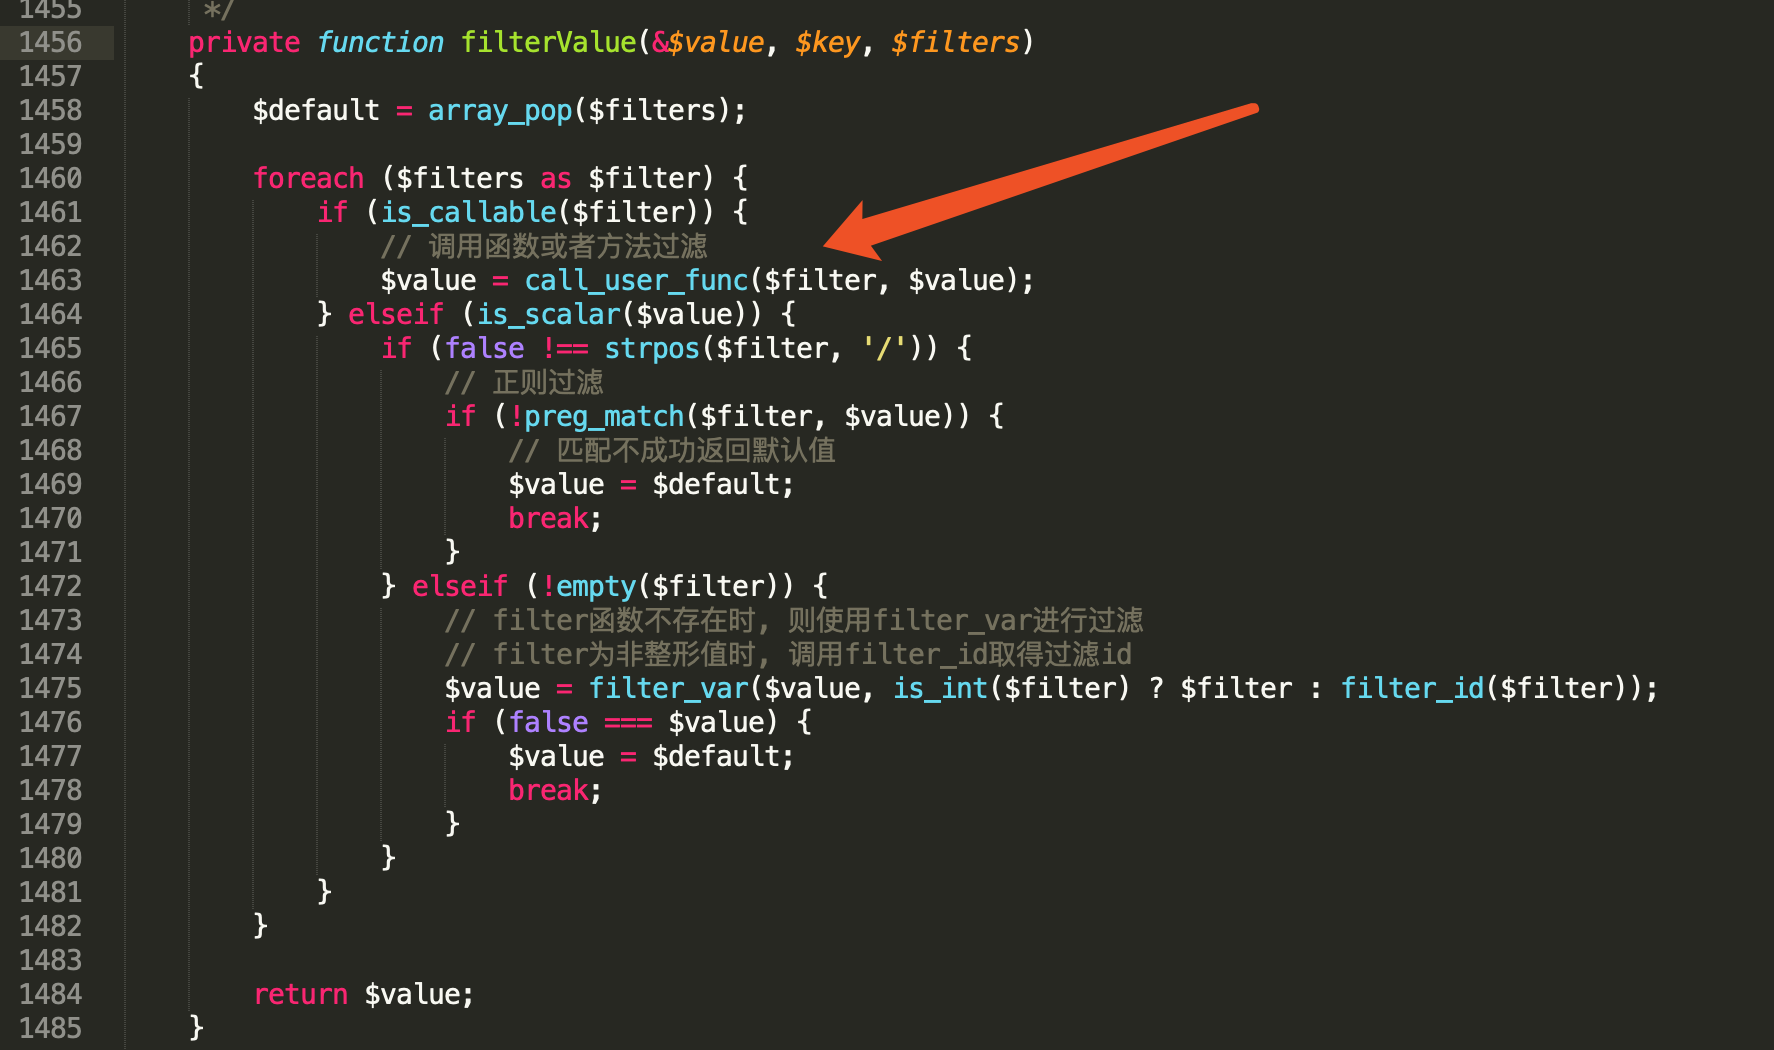 1455 */
1456 private function filterValue(&$value, $key, $filters)
1457 {
1458 $default = array_pop($filters);
1459
1460 foreach ($filters as $filter) {
1461 if (is_callable($filter)) {
1462 // 调用函数或者方法过滤
1463 $value = call_user_func($filter, $value);
1464 } elseif (is_scalar($value)) {
1465 if (false !== strpos($filter, '/')) {
1466 // 正则过滤
1467 if (!preg_match($filter, $value)) {
1468 // 匹配不成功返回默认值
1469 $value = $default;
1470 break;
1471 }
1472 } elseif (!empty($filter)) {
1473 // filter函数不存在时, 则使用filter_var进行过滤
1474 // filter为非整形值时, 调用filter_id取得过滤id
1475 $value = filter_var($value, is_int($filter) ? $filter : filter_id($filter));
1476 if (false === $value) {
1477 $value = $default;
1478 break;
1479 }
1480 }
1481 }
1482 }
1483
1484 return $value;
1485 }